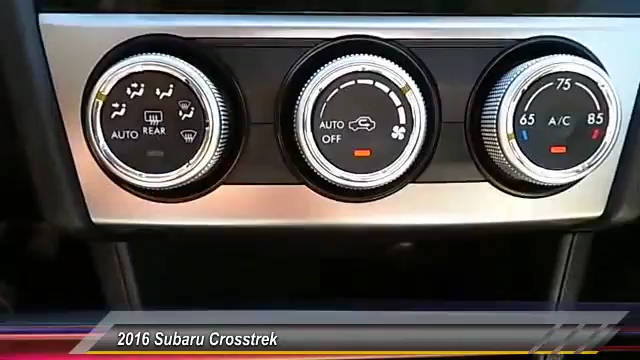 REAR
AUTO
AUTO
OFF
75
65 A/C 85
2016 Subaru Crosstrek